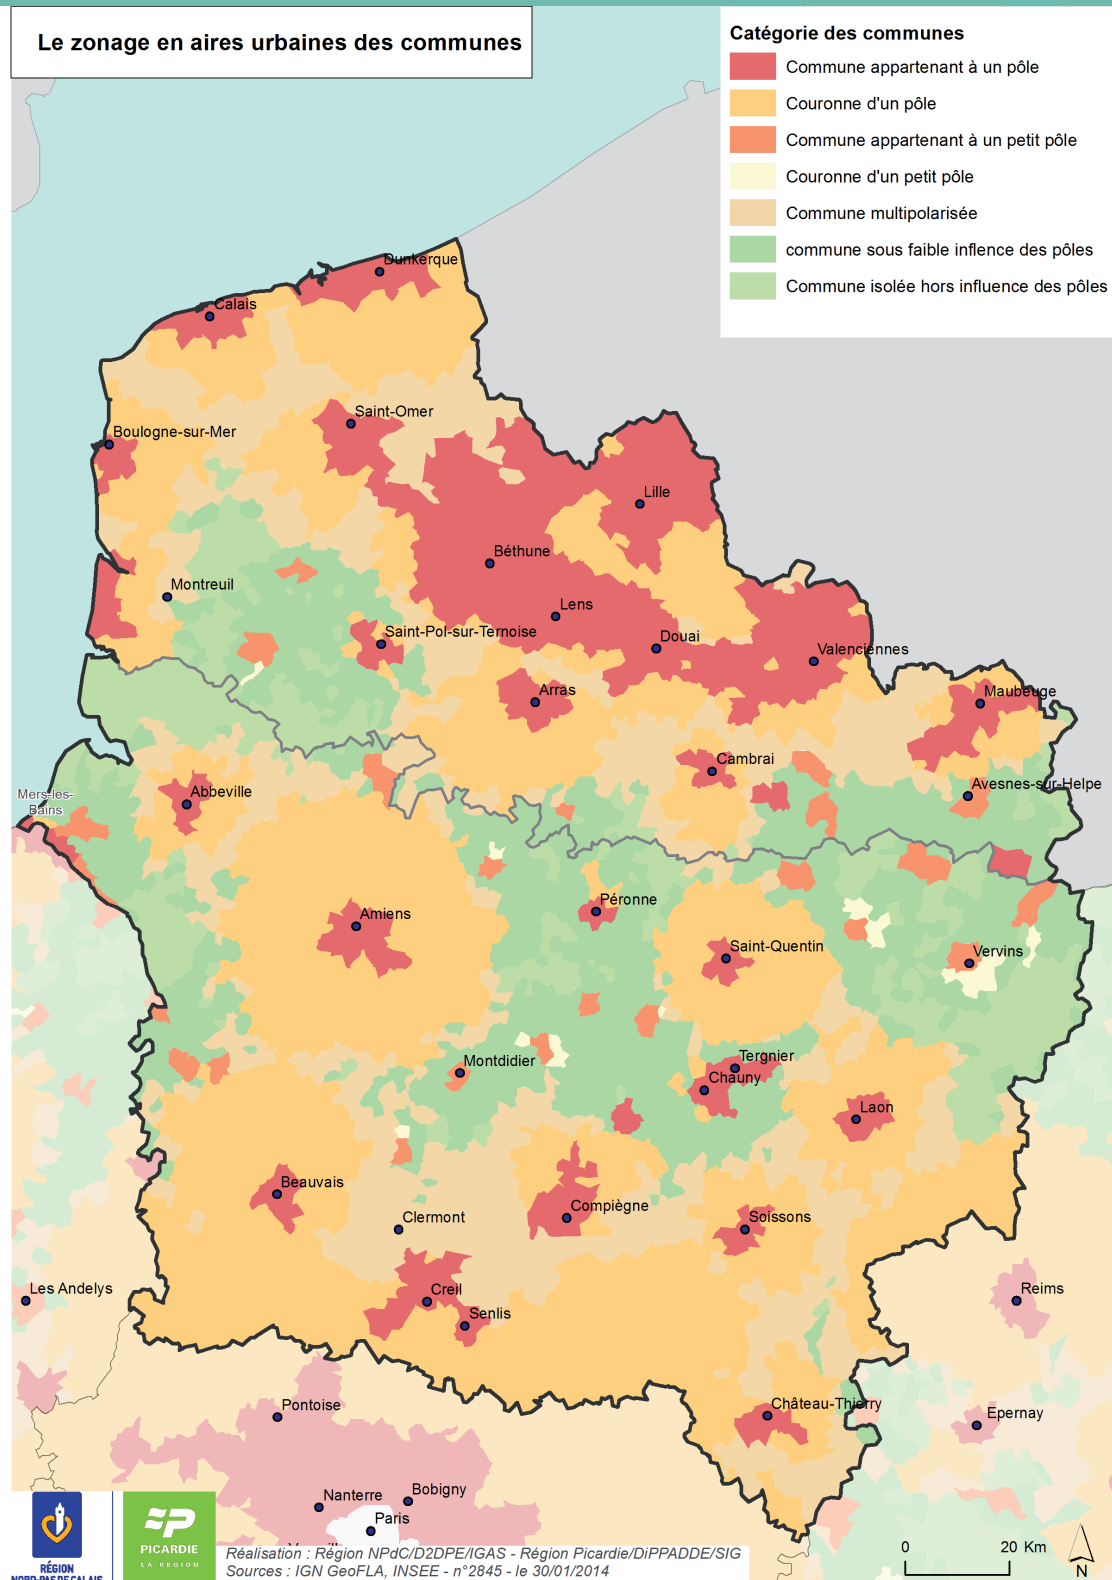 Le zonage en aires urbaines des communes
Catégorie des communes
Commune appartenant à un pôle
Couronne d'un pôle
Commune appartenant à un petit pôle
Couronne d'un petit pôle
Commune multipolarisée
commune sous faible inflence des pôles
Commune isolée hors influence des pôles
Dunkerque
Calais
Saint-Omer
Boulogne-sur-Mer
Lille
Béthune
Montreuil
Lens
Saint-Pol-sur-Ternoise
Douai
Valenciennes
Arras
Maubeuge
Cambrai
Avesnes-sur-Helpe
Mers-les-
Bains
Abbeville
Péronne
Amiens
Saint-Quentin
Vervins
Montdidier
Tergnier
Chauny
Laon
Beauvais
Compiègne
Clermont
Soissons
Les Andelys
Creil
Reims
Senlis
Pontoise
Château-Thierry
Epernay
Nanterre
Bobigny
Paris
PICARDIE
LA RÉGION
RÉGION
NORD-PAS DE CALAIS
Réalisation : Région NPdC/D2DPE/IGAS - Région Picardie/DiPPADDE/SIG
Sources : IGN GeoFLA, INSEE - n°2845 - le 30/01/2014
0 20 Km
N